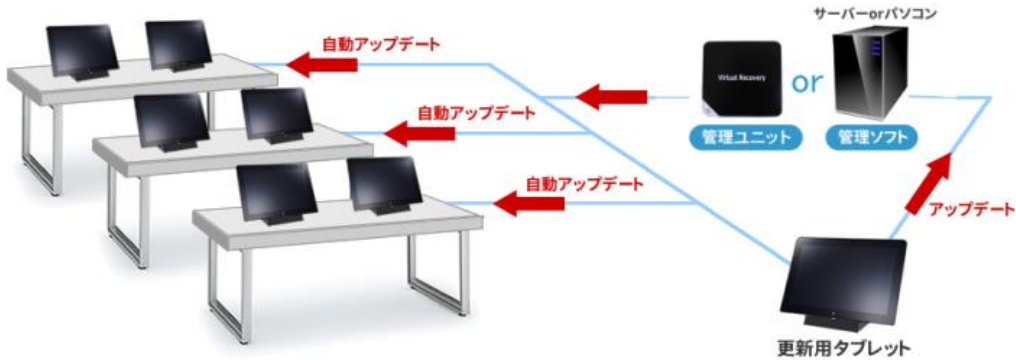 サーバーorパソコン
自動アップデート
Virtual Recovery
or
自動アップデート
管理ユニット
管理ソフト
自動アップデート
アップデート
更新用タブレット